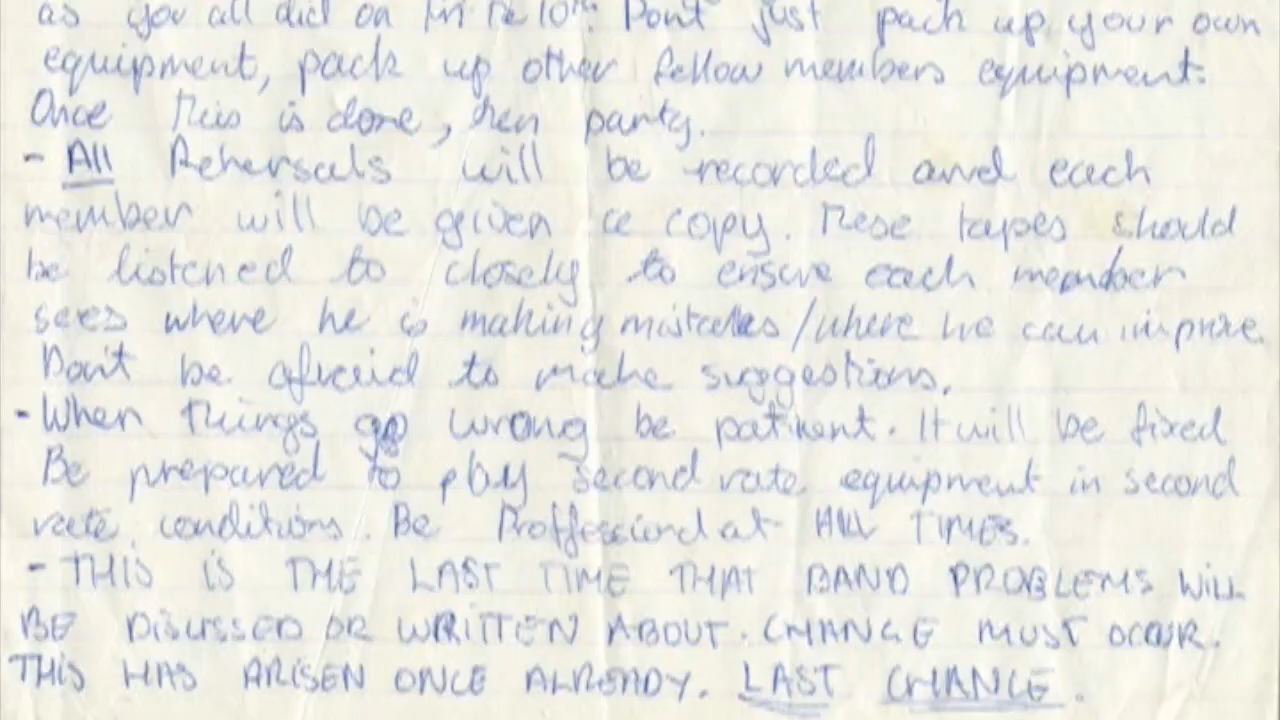 as you all did on the 10th. Dont just pack up your own
equipment, pack up other fellow members equipment.
Once this is done, then party.
- All Rehersals will be recorded and each
member will be given a copy. These tapes should
be listened to closely to ensure each member
sees where he is making mistakes / where he can improve
Don't be afraid to make suggestions.
- When things go wrong be patient. It will be fixed
Be prepared to play second rate equipment in second
rate conditions. Be Proffessional at ALL TIMES.
- THIS IS THE LAST TIME THAT BAND PROBLEMS WILL
BE DISCUSSED OR WRITTEN ABOUT. CHANGE MUST OCCUR.
THIS HAS ARISEN ONCE ALREADY. LAST CHANCE.